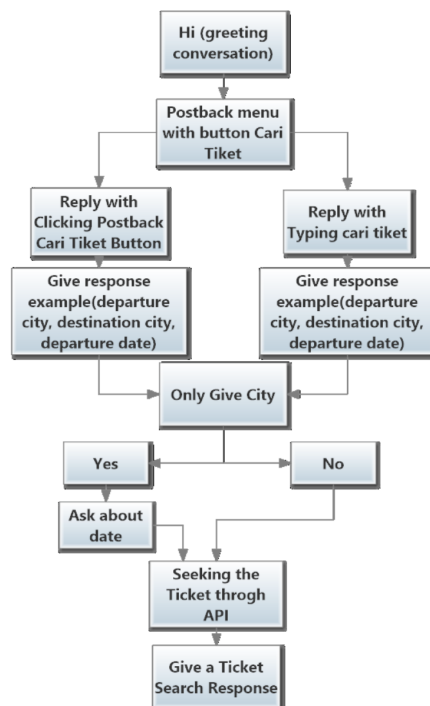 Hi (greeting
conversation)
Postback menu
with button Cari
Tiket
Reply with
Clicking Postback
Cari Tiket Button
Reply with
Typing cari tiket
Give response
example(departure
city, destination city,
departure date)
Give response
example(departure
city, destination city,
departure date)
Only Give City
Yes
No
Ask about
date
Seeking the
Ticket throgh
API
Give a Ticket
Search Response